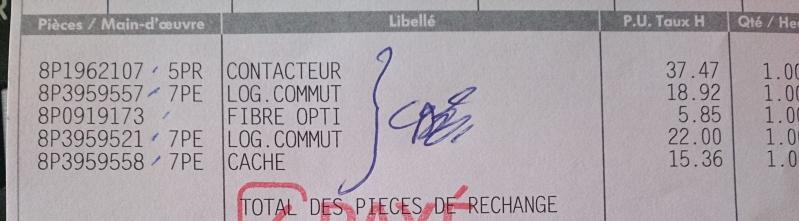 Pièces / Main-d'œuvre Libellé P.U. Taux H Qté / He
8P1962107 5PR CONTACTEUR 37.47 1.00
8P3959557 7PE LOG.COMMUT 18.92 1.00
8P0919173 FIBRE OPTI 5.85 1.00
8P3959521 7PE LOG.COMMUT 22.00 1.00
8P3959558 7PE CACHE 15.36 1.0
TOTAL DES PIECES DE RECHANGE
PAYÉ